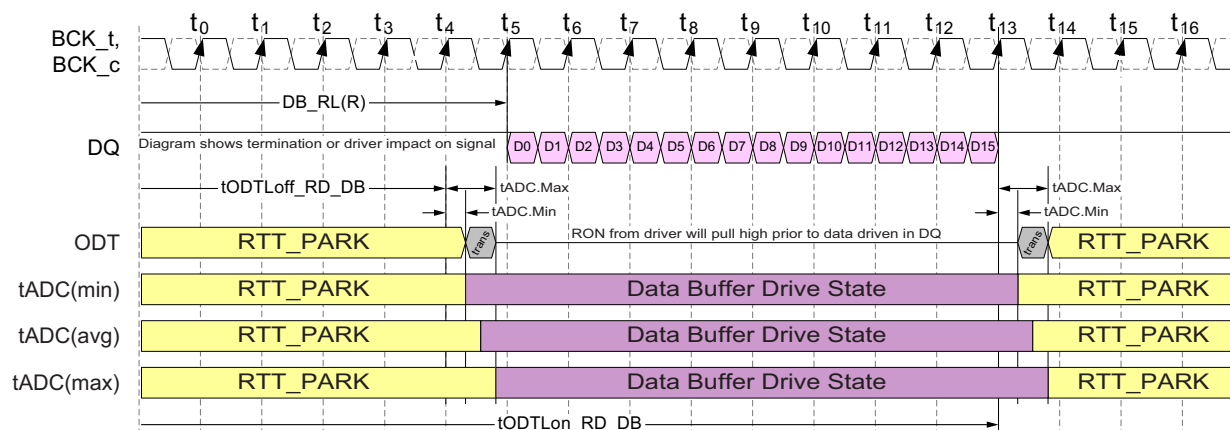 t0 t1 t2 t3 t4 t5 t6 t7 t8 t9 t10 t11 t12 t13 t14 t15 t16
BCK_t,
BCK_c
DB_RL(R)
DQ
Diagram shows termination or driver impact on signal
D0 D1 D2 D3 D4 D5 D6 D7 D8 D9 D10 D11 D12 D13 D14 D15
tODTLoff_RD_DB
tADC.Max
tADC.Max
tADC.Min
tADC.Min
ODT
RTT_PARK
trans
RON from driver will pull high prior to data driven in DQ
trans
RTT_PARK
tADC(min)
RTT_PARK
Data Buffer Drive State
RTT_PARK
tADC(avg)
RTT_PARK
Data Buffer Drive State
RTT_PARK
tADC(max)
RTT_PARK
Data Buffer Drive State
RTT_PARK
tODTLon_RD_DB